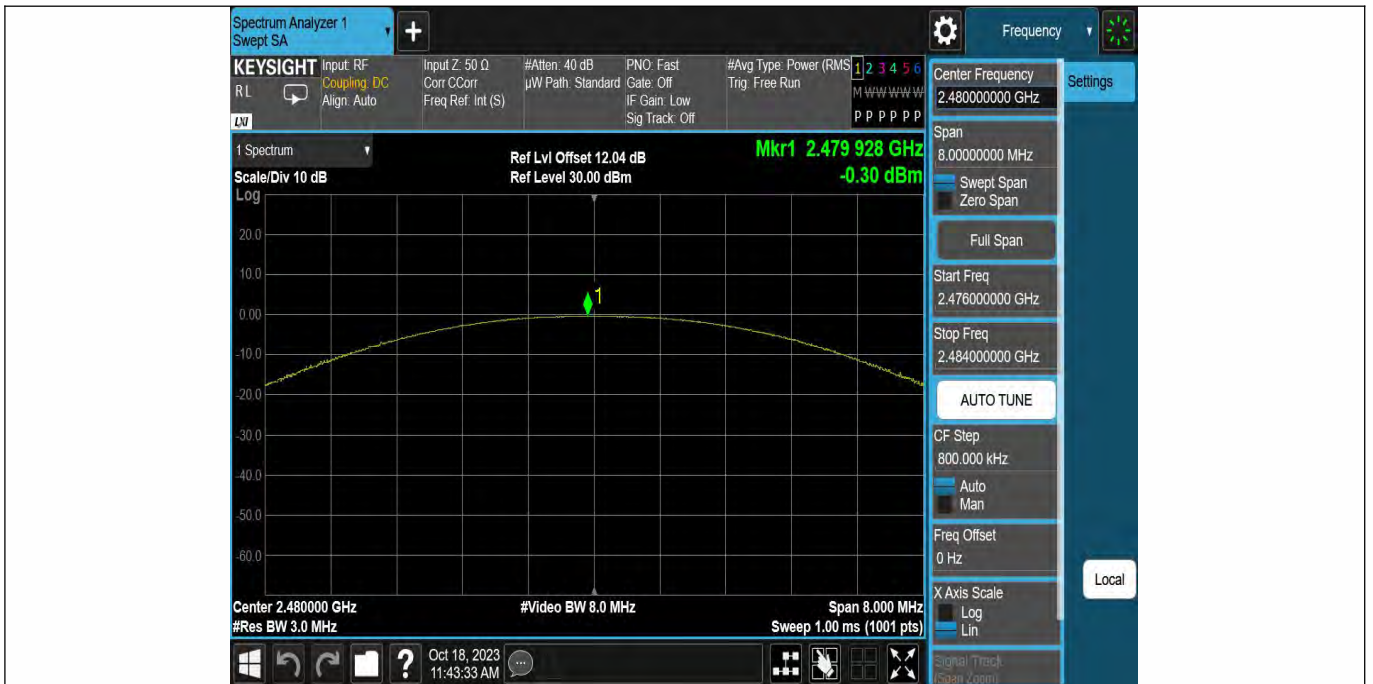 Spectrum Analyzer 1
Swept SA
+
Frequency
KEYSIGHT
RL
LXI
Input: RF
Coupling: DC
Align: Auto
Input Z: 50 Ω
Corr CCorr
Freq Ref: Int (S)
#Atten: 40 dB
µW Path: Standard
PNO: Fast
Gate: Off
IF Gain: Low
Sig Track: Off
#Avg Type: Power (RMS
Trig: Free Run
1 2 3 4 5 6
M W W W W W
P P P P P P
1 Spectrum
Scale/Div 10 dB
Log
Ref Lvl Offset 12.04 dB
Ref Level 30.00 dBm
Mkr1 2.479 928 GHz
-0.30 dBm
20.0
10.0
0.00
-10.0
-20.0
-30.0
-40.0
-50.0
-60.0
1
Center 2.480000 GHz
#Res BW 3.0 MHz
#Video BW 8.0 MHz
Span 8.000 MHz
Sweep 1.00 ms (1001 pts)
Center Frequency
2.480000000 GHz
Settings
Span
8.00000000 MHz
Swept Span
Zero Span
Full Span
Start Freq
2.476000000 GHz
Stop Freq
2.484000000 GHz
AUTO TUNE
CF Step
800.000 kHz
Auto
Man
Freq Offset
0 Hz
X Axis Scale
Log
Lin
Signal Track
(Span Zoom)
Local
?
Oct 18, 2023
11:43:33 AM